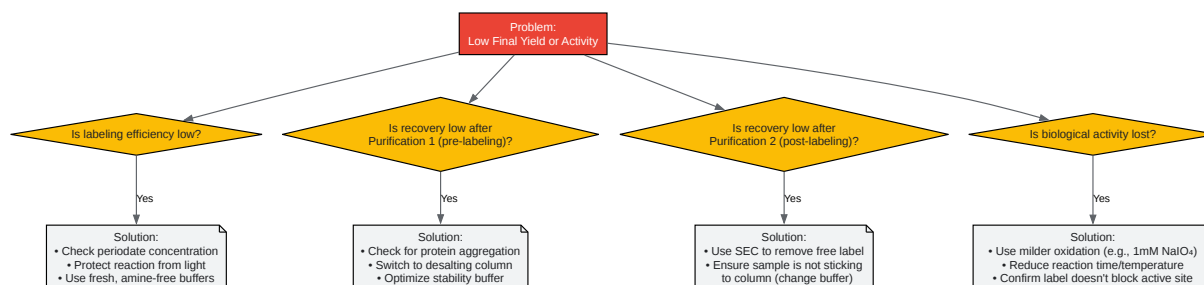 Problem:
Low Final Yield or Activity
Is labeling efficiency low?
Is recovery low after
Purification 1 (pre-labeling)?
Is recovery low after
Purification 2 (post-labeling)?
Is biological activity lost?
Yes
Yes
Yes
Yes
Solution:
• Check periodate concentration
• Protect reaction from light
• Use fresh, amine-free buffers
Solution:
• Check for protein aggregation
• Switch to desalting column
• Optimize stability buffer
Solution:
• Use SEC to remove free label
• Ensure sample is not sticking
to column (change buffer)
Solution:
• Use milder oxidation (e.g., 1mM NaIO₄)
• Reduce reaction time/temperature
• Confirm label doesn't block active site